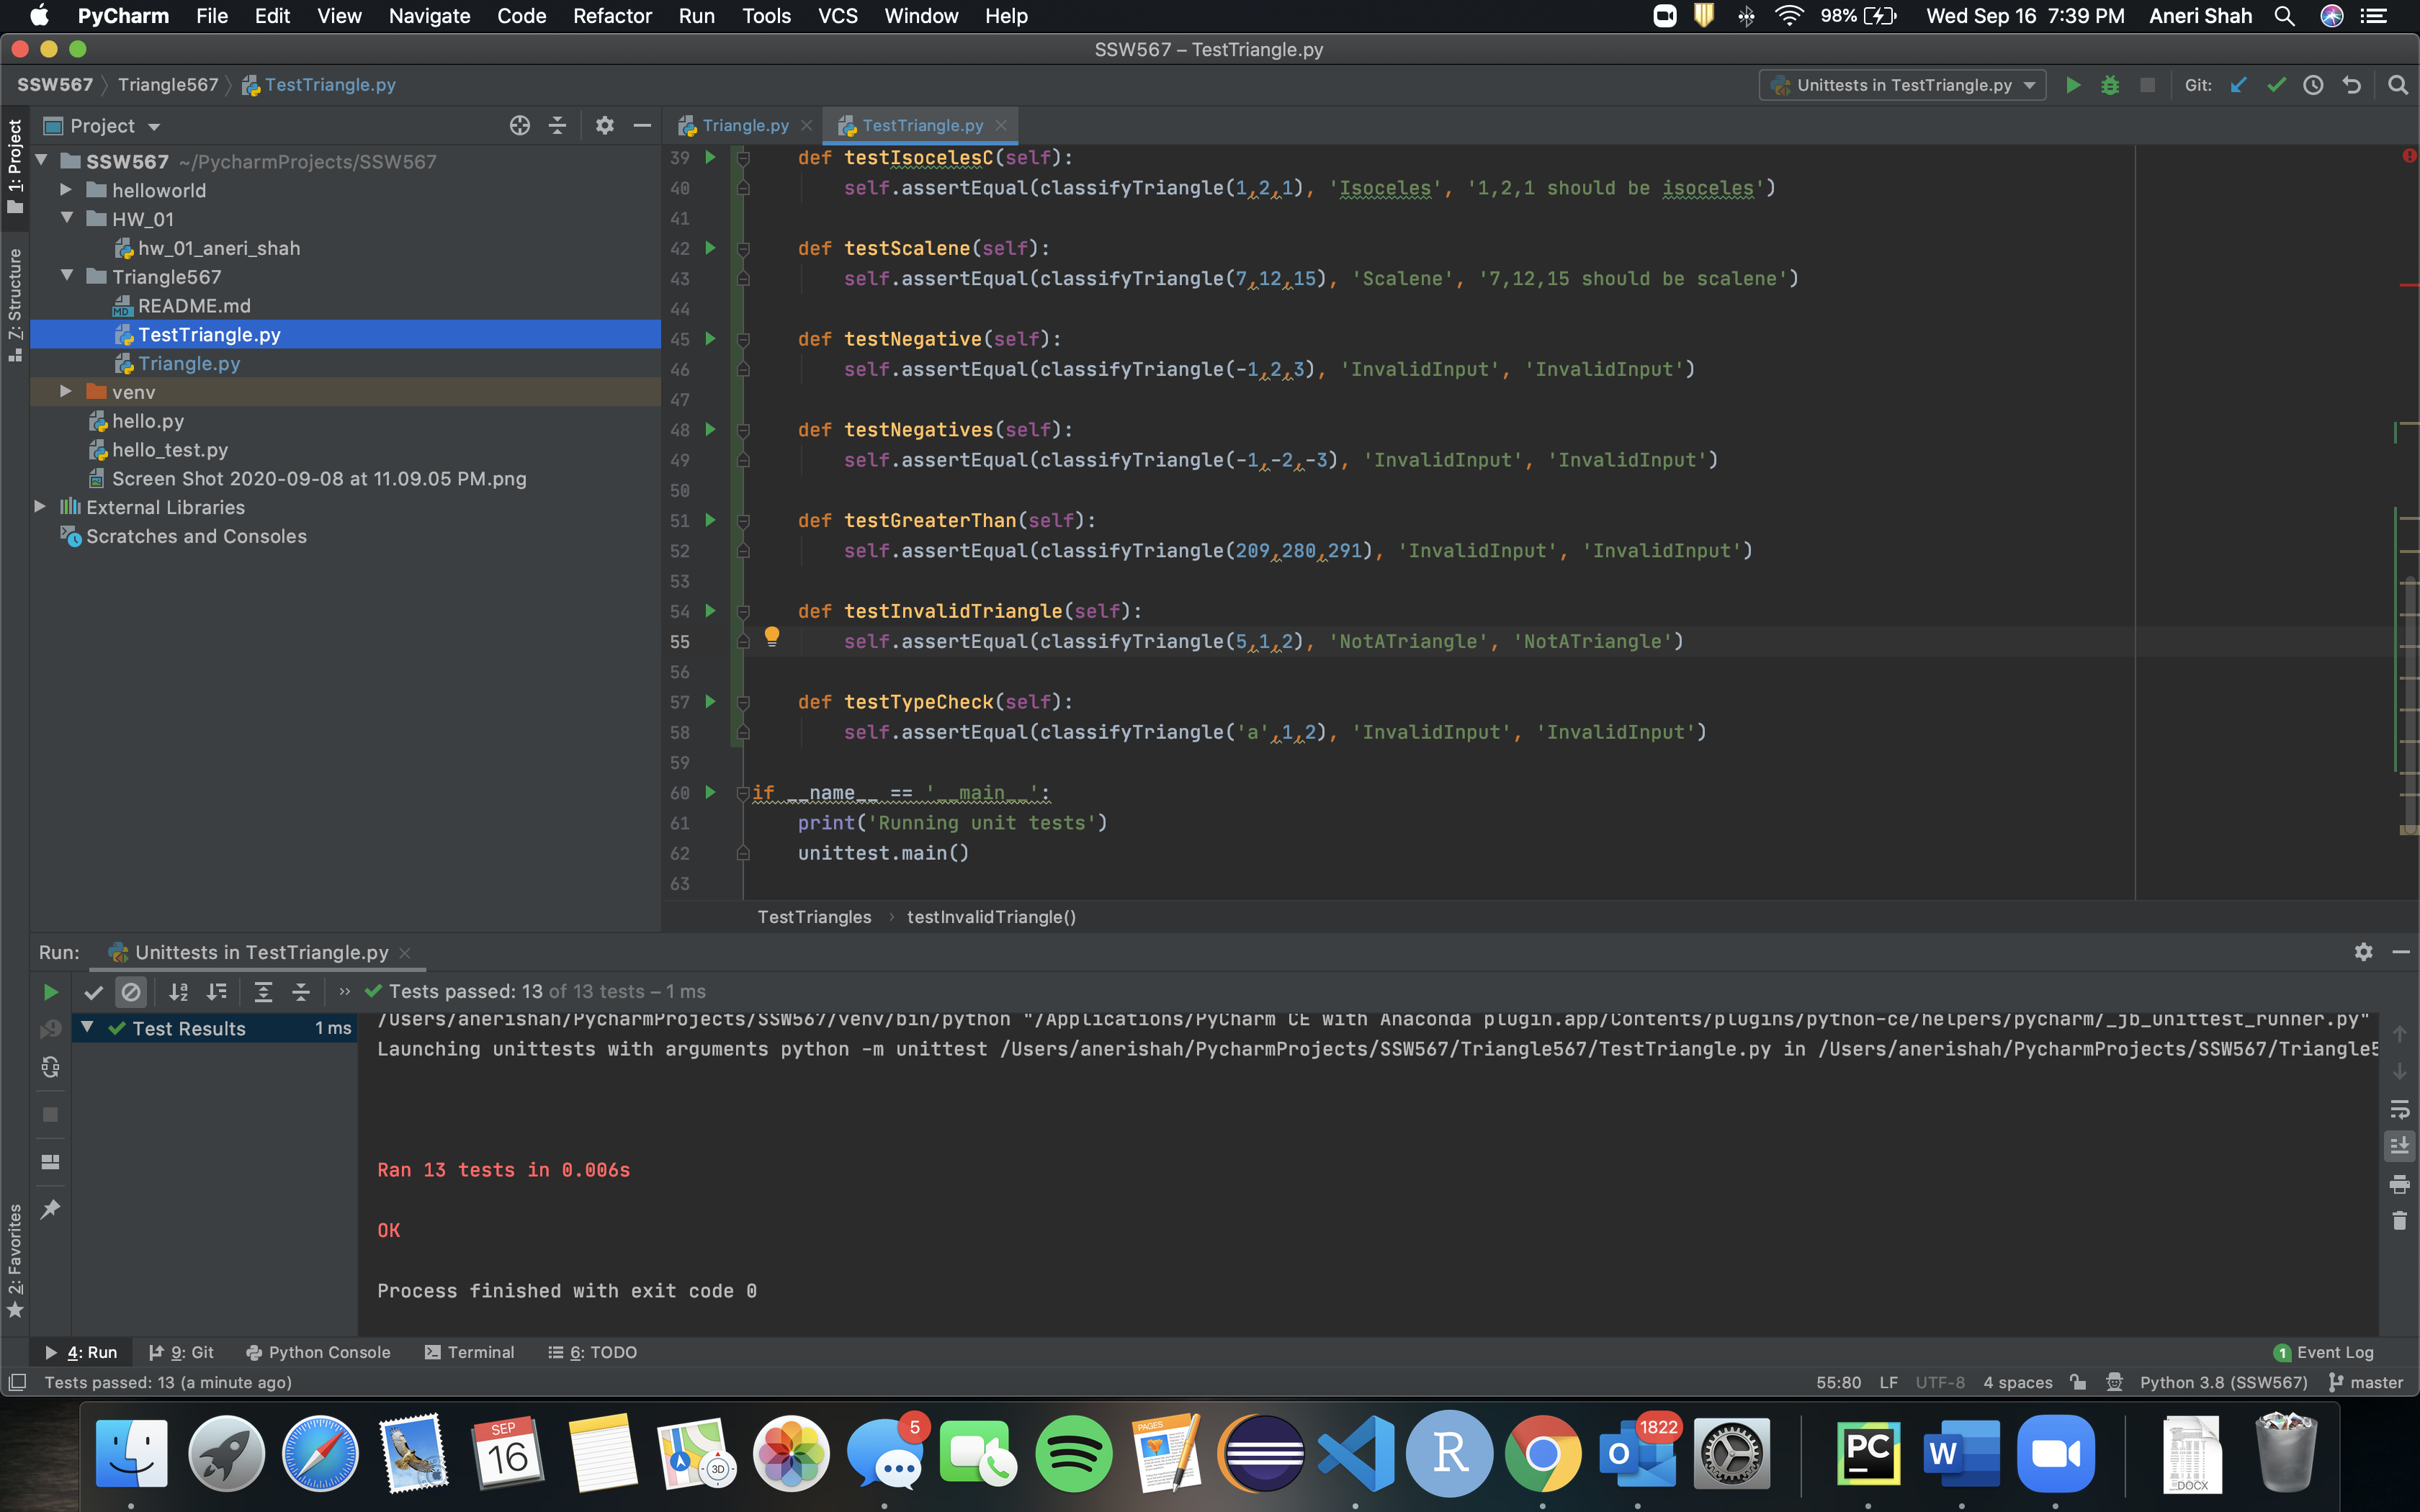 PyCharm File Edit View Navigate Code Refactor Run Tools VCS Window Help 98% Wed Sep 16 7:39 PM Aneri Shah
SSW567 – TestTriangle.py
SSW567 Triangle567 TestTriangle.py Unittests in TestTriangle.py Git:
1: Project
Z: Structure
2: Favorites
Project
SSW567 ~/PycharmProjects/SSW567
helloworld
HW_01
hw_01_aneri_shah
Triangle567
README.md
TestTriangle.py
Triangle.py
venv
hello.py
hello_test.py
Screen Shot 2020-09-08 at 11.09.05 PM.png
External Libraries
Scratches and Consoles
Triangle.py TestTriangle.py
39 def testIsocelesC(self):
40 self.assertEqual(classifyTriangle(1,2,1), 'Isoceles', '1,2,1 should be isoceles')
41
42 def testScalene(self):
43 self.assertEqual(classifyTriangle(7,12,15), 'Scalene', '7,12,15 should be scalene')
44
45 def testNegative(self):
46 self.assertEqual(classifyTriangle(-1,2,3), 'InvalidInput', 'InvalidInput')
47
48 def testNegatives(self):
49 self.assertEqual(classifyTriangle(-1,-2,-3), 'InvalidInput', 'InvalidInput')
50
51 def testGreaterThan(self):
52 self.assertEqual(classifyTriangle(209,280,291), 'InvalidInput', 'InvalidInput')
53
54 def testInvalidTriangle(self):
55 self.assertEqual(classifyTriangle(5,1,2), 'NotATriangle', 'NotATriangle')
56
57 def testTypeCheck(self):
58 self.assertEqual(classifyTriangle('a',1,2), 'InvalidInput', 'InvalidInput')
59
60 if __name__ == '__main__':
61 print('Running unit tests')
62 unittest.main()
63
TestTriangles › testInvalidTriangle()
Run: Unittests in TestTriangle.py
» Tests passed: 13 of 13 tests – 1 ms
Test Results 1 ms
/Users/anerishah/PycharmProjects/SSW567/venv/bin/python "/Applications/PyCharm CE with Anaconda plugin.app/Contents/plugins/python-ce/helpers/pycharm/_jb_unittest_runner.py"
Launching unittests with arguments python -m unittest /Users/anerishah/PycharmProjects/SSW567/Triangle567/TestTriangle.py in /Users/anerishah/PycharmProjects/SSW567/Triangle5
Ran 13 tests in 0.006s
OK
Process finished with exit code 0
4: Run 9: Git Python Console Terminal 6: TODO 1 Event Log
Tests passed: 13 (a minute ago) 55:80 LF UTF-8 4 spaces Python 3.8 (SSW567) master
SEP
16
3D
5
PAGES
R
O
1822
PC
W
DOCX